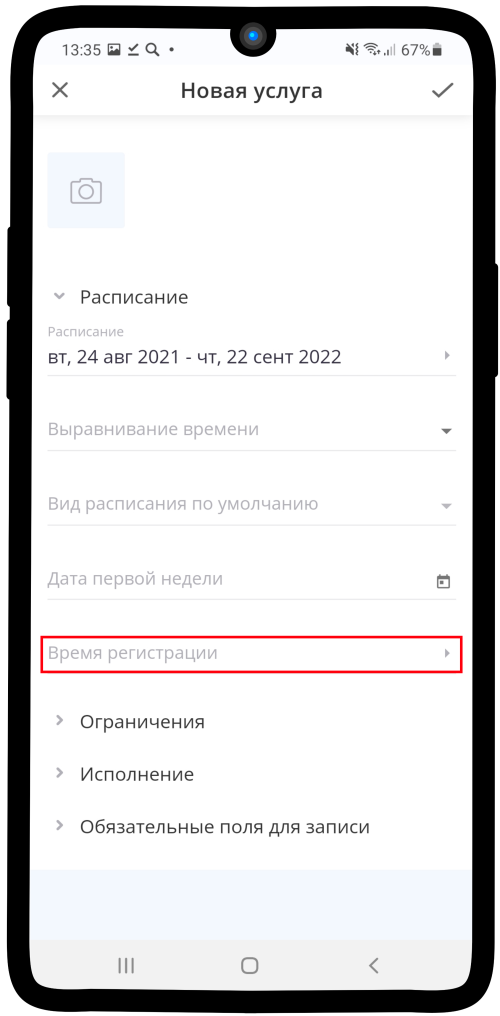 13:35 67%
Новая услуга
Расписание
Расписание
вт, 24 авг 2021 - чт, 22 сент 2022
Выравнивание времени
Вид расписания по умолчанию
Дата первой недели
Время регистрации
Ограничения
Исполнение
Обязательные поля для записи